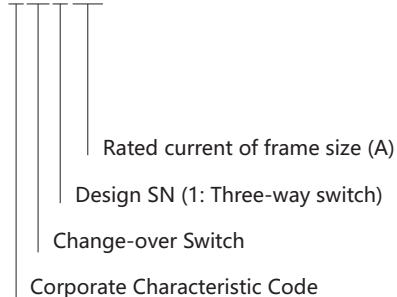 Rated current of frame size (A)
Design SN (1: Three-way switch)
Change-over Switch
Corporate Characteristic Code